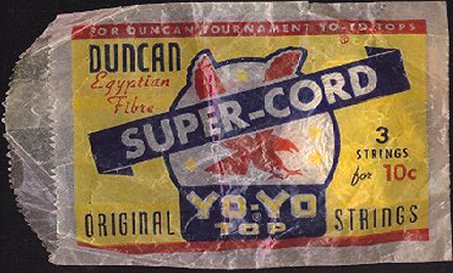 FOR DUNCAN TOURNAMENT YO-YO TOPS
®
DUNCAN
Egyptian
Fibre
SUPER-CORD
3
STRINGS
for 10c
YO-YO
®
TOP
ORIGINAL STRINGS